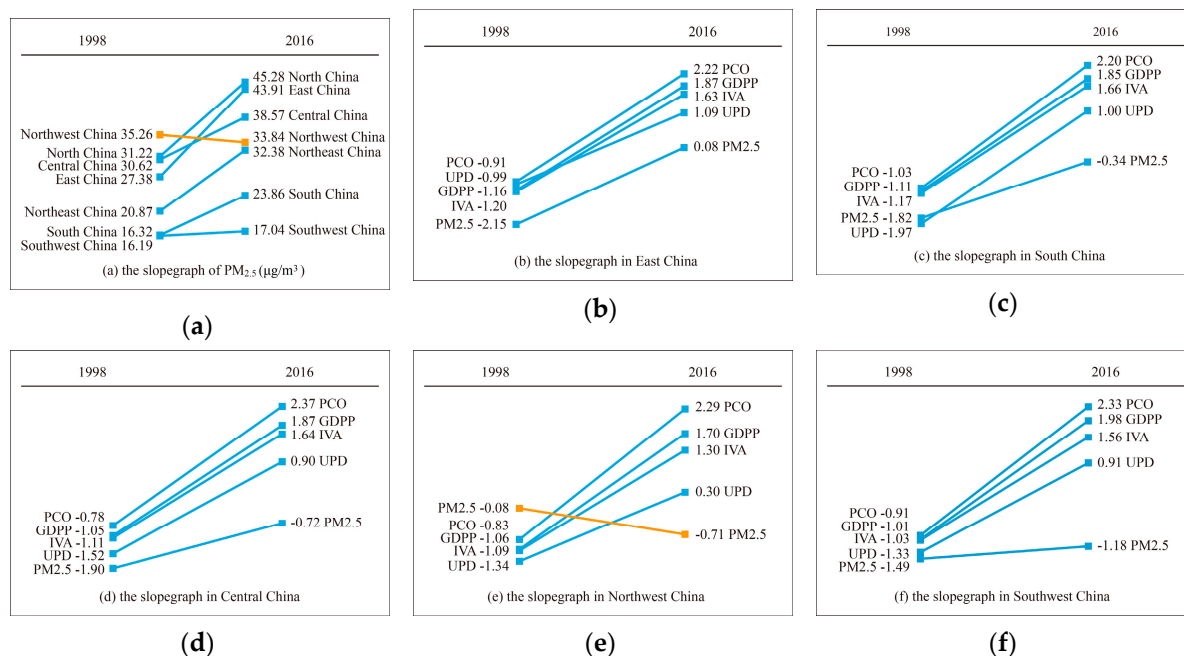 1998 2016
45.28 North China
43.91 East China
38.57 Central China
Northwest China 35.26
33.84 Northwest China
North China 31.22
32.38 Northeast China
Central China 30.62
East China 27.38
23.86 South China
Northeast China 20.87
South China 16.32
17.04 Southwest China
Southwest China 16.19
(a) the slopegraph of PM2.5 (μg/m³)
(a)
1998 2016
2.22 PCO
1.87 GDPP
1.63 IVA
1.09 UPD
0.08 PM2.5
PCO -0.91
UPD -0.99
GDPP -1.16
IVA -1.20
PM2.5 -2.15
(b) the slopegraph in East China
(b)
1998 2016
2.20 PCO
1.85 GDPP
1.66 IVA
1.00 UPD
-0.34 PM2.5
PCO -1.03
GDPP -1.11
IVA -1.17
PM2.5 -1.82
UPD -1.97
(c) the slopegraph in South China
(c)
1998 2016
2.37 PCO
1.87 GDPP
1.64 IVA
0.90 UPD
-0.72 PM2.5
PCO -0.78
GDPP -1.05
IVA -1.11
UPD -1.52
PM2.5 -1.90
(d) the slopegraph in Central China
(d)
1998 2016
2.29 PCO
1.70 GDPP
1.30 IVA
0.30 UPD
PM2.5 -0.08
-0.71 PM2.5
PCO -0.83
GDPP -1.06
IVA -1.09
UPD -1.34
(e) the slopegraph in Northwest China
(e)
1998 2016
2.33 PCO
1.98 GDPP
1.56 IVA
0.91 UPD
-1.18 PM2.5
PCO -0.91
GDPP -1.01
IVA -1.03
UPD -1.33
PM2.5 -1.49
(f) the slopegraph in Southwest China
(f)